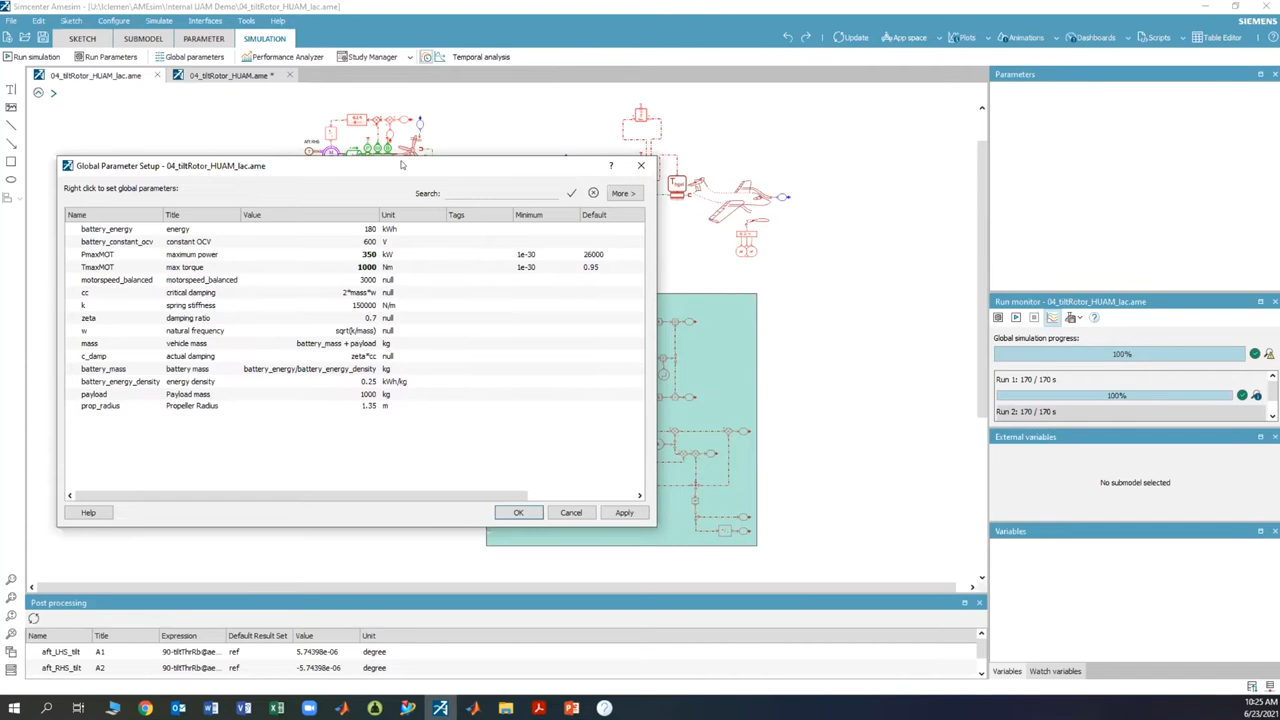 Simcenter Amesim - [U:\clemen\AMEsim\Internal UAM Demo\04_tiltRotor_HUAM_lac.ame]
File Edit Sketch Configure Simulate Interfaces Tools Help
SIEMENS
SKETCH SUBMODEL PARAMETER SIMULATION
Update App space Plots Animations Dashboards Scripts Table Editor
Run simulation Run Parameters Global parameters Performance Analyzer Study Manager Temporal analysis
04_tiltRotor_HUAM_lac.ame 04_tiltRotor_HUAM.ame *
Parameters
>
Global Parameter Setup - 04_tiltRotor_HUAM_lac.ame ?
Right click to set global parameters:
Search: More >
Name Title Value Unit Tags Minimum Default
battery_energy energy 180 kWh
battery_constant_ocv constant OCV 600 V
PmaxMOT maximum power 350 kW 1e-30 26000
TmaxMOT max torque 1000 Nm 1e-30 0.95
motorspeed_balanced motorspeed_balanced 3000 null
cc critical damping 2*mass*w null
k spring stiffness 150000 N/m
zeta damping ratio 0.7 null
w natural frequency sqrt(k/mass) null
mass vehicle mass battery_mass + payload kg
c_damp actual damping zeta*cc null
battery_mass battery mass battery_energy/battery_energy_density kg
battery_energy_density energy density 0.25 kWh/kg
payload Payload mass 1000 kg
prop_radius Propeller Radius 1.35 m
Help OK Cancel Apply
Run monitor - 04_tiltRotor_HUAM_lac.ame
Global simulation progress:
100%
Run 1: 170 / 170 s
100%
Run 2: 170 / 170 s
External variables
No submodel selected
Variables
Variables Watch variables
Post processing
Name Title Expression Default Result Set Value Unit
aft_LHS_tilt A1 90-tiltThrRb@ae... ref 5.74398e-06 degree
aft_RHS_tilt A2 90-tiltThrRb@ae... ref -5.74398e-06 degree
10:25 AM
6/23/2021